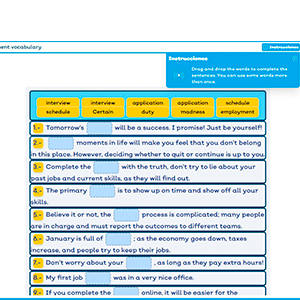 ent vocabulary
Instrucciones
Instrucciones
Drag and drop the words to complete the
sentences. You can use some words more
than once.
interview interview application application schedule
schedule Certain duty madness employment
1.- Tomorrow's will be a success. I promise! Just be yourself!
2.- moments in life will make you feel that you don't belong
in this place. However, deciding whether to quit or continue is up to you.
3.- Complete the with the truth, don't try to lie about your
past jobs and current skills, as they will find out.
4.- The primary is to show up on time and show off all your
skills.
5.- Believe it or not, the process is complicated; many people
are in charge and must report the outcomes to different teams.
6.- January is full of ; as the economy goes down, taxes
increase, and people try to keep their jobs.
7.- Don't worry about your , as long as they pay extra hours!
8.- My first job was in a very nice office.
9.- If you complete the online, it will be easier for the